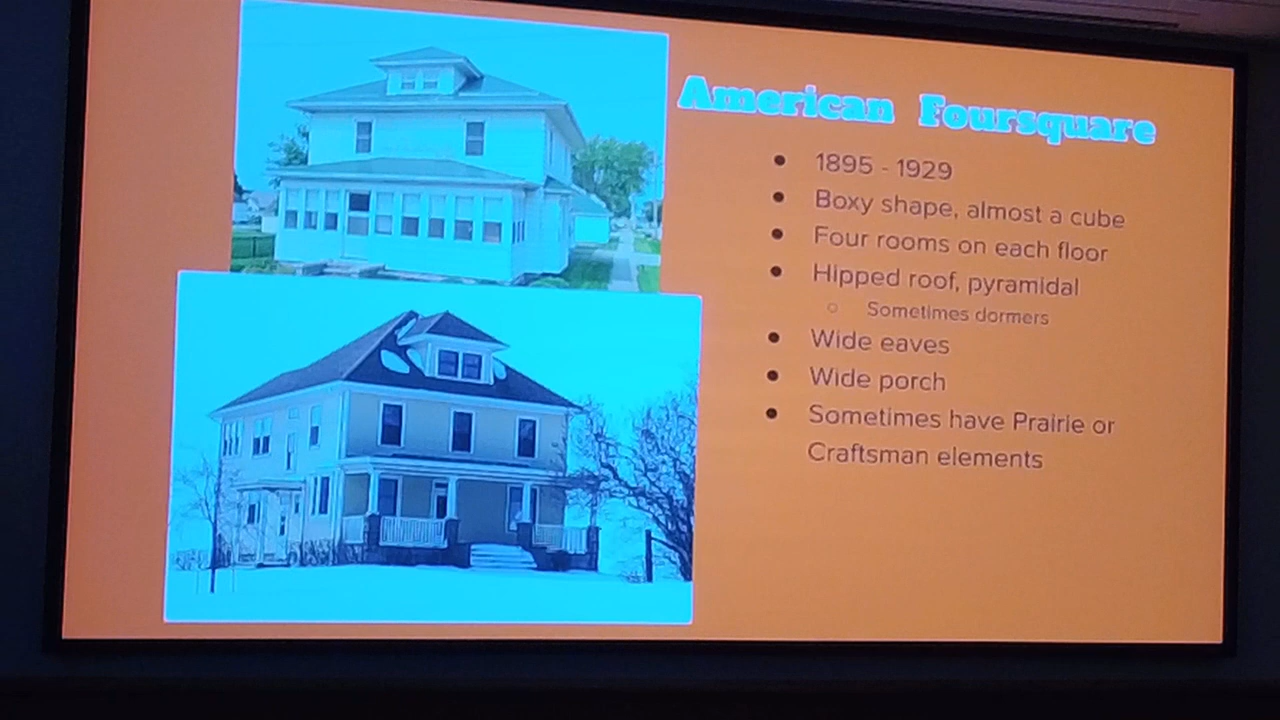 American Foursquare
● 1895 - 1929
● Boxy shape, almost a cube
● Four rooms on each floor
● Hipped roof, pyramidal
○ Sometimes dormers
● Wide eaves
● Wide porch
● Sometimes have Prairie or
Craftsman elements